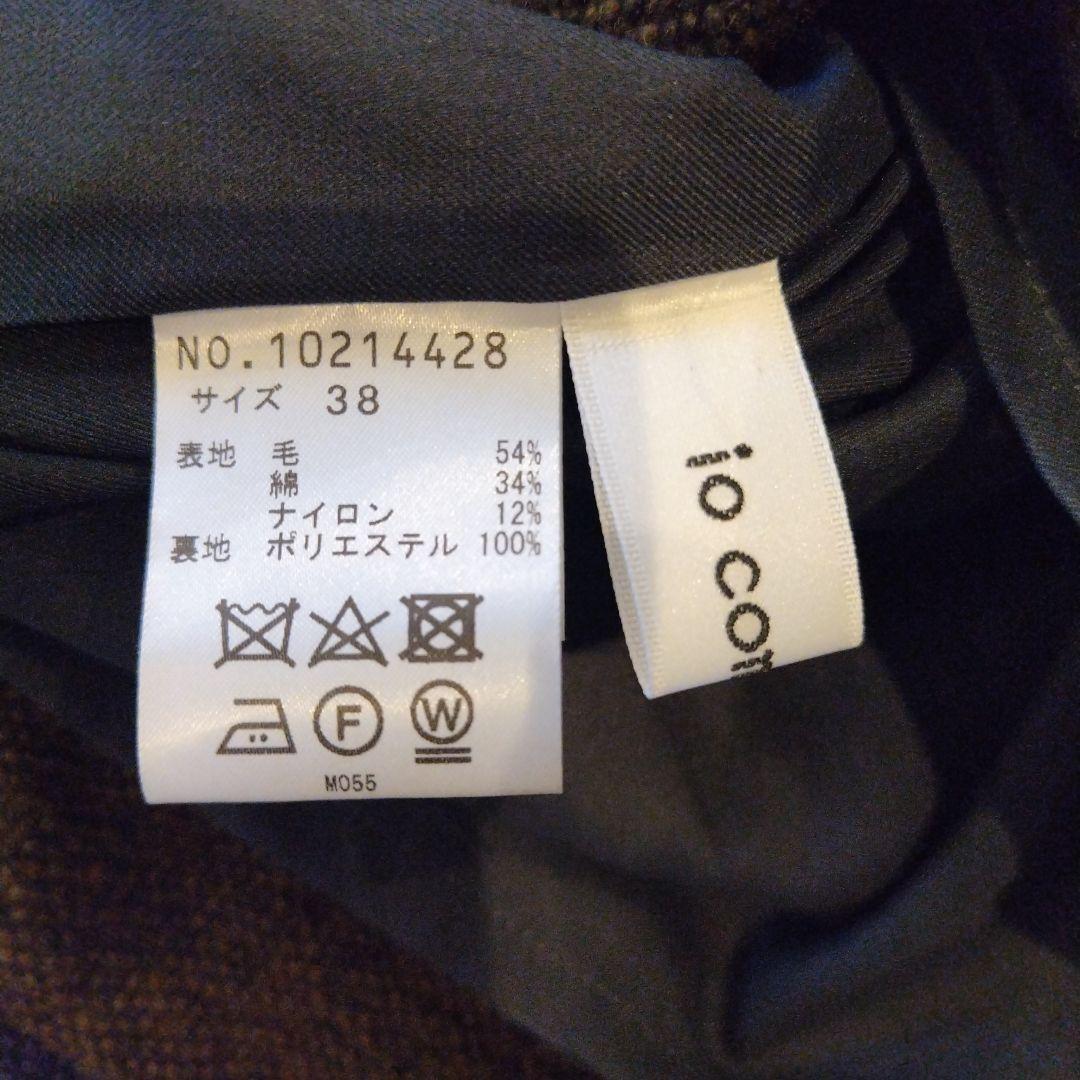 NO.10214428
サイズ 38
表地 毛 54%
綿 34%
ナイロン 12%
裏地 ポリエステル 100%
F W
M055
io co